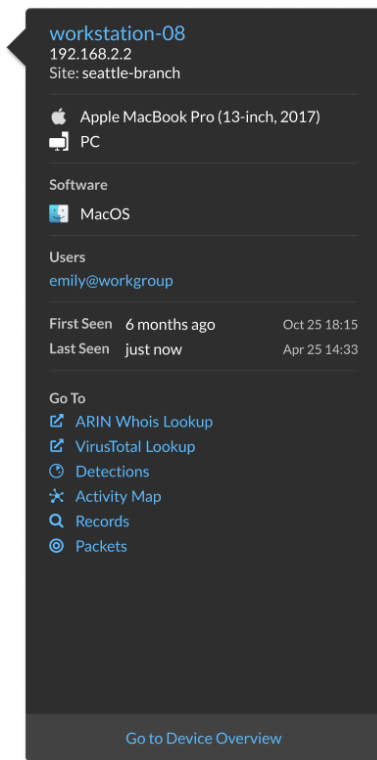 workstation-08
192.168.2.2
Site: seattle-branch
Apple MacBook Pro (13-inch, 2017)
PC
Software
MacOS
Users
emily@workgroup
First Seen 6 months ago Oct 25 18:15
Last Seen just now Apr 25 14:33
Go To
ARIN Whois Lookup
VirusTotal Lookup
Detections
Activity Map
Records
Packets
Go to Device Overview